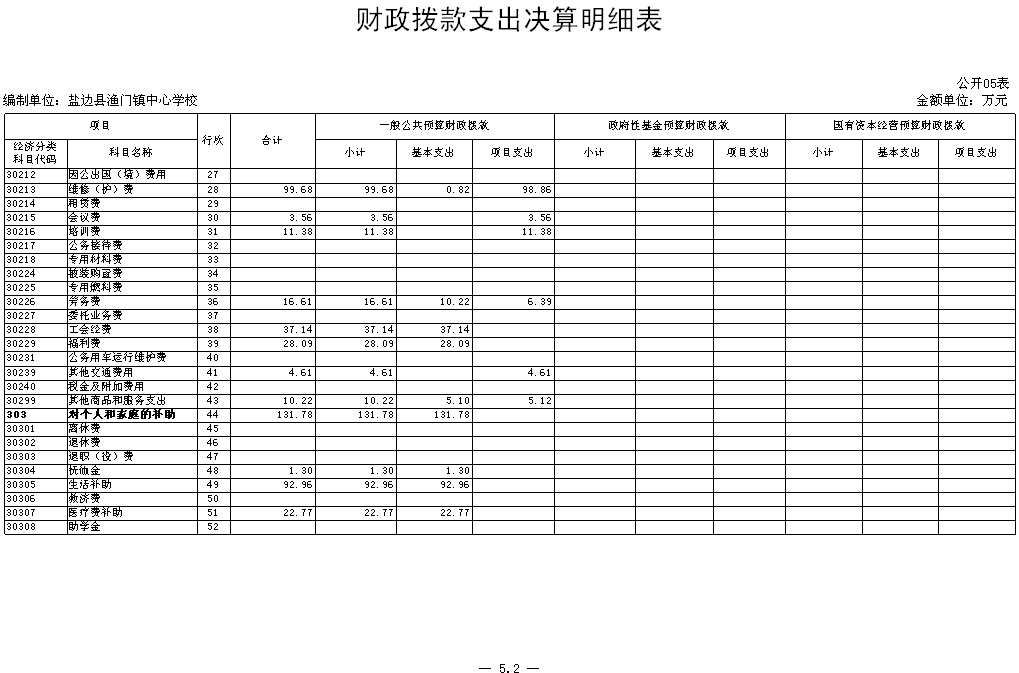 财政拨款支出决算明细表
公开05表
编制单位：盐边县渔门镇中心学校 金额单位：万元
项目 行次 合计 一般公共预算财政拨款 政府性基金预算财政拨款 国有资本经营预算财政拨款
经济分类科目代码 科目名称 小计 基本支出 项目支出 小计 基本支出 项目支出 小计 基本支出 项目支出
30212 因公出国（境）费用 27
30213 维修（护）费 28 99.68 99.68 0.82 98.86
30214 租赁费 29
30215 会议费 30 3.56 3.56 3.56
30216 培训费 31 11.38 11.38 11.38
30217 公务接待费 32
30218 专用材料费 33
30224 被装购置费 34
30225 专用燃料费 35
30226 劳务费 36 16.61 16.61 10.22 6.39
30227 委托业务费 37
30228 工会经费 38 37.14 37.14 37.14
30229 福利费 39 28.09 28.09 28.09
30231 公务用车运行维护费 40
30239 其他交通费用 41 4.61 4.61 4.61
30240 税金及附加费用 42
30299 其他商品和服务支出 43 10.22 10.22 5.10 5.12
303 对个人和家庭的补助 44 131.78 131.78 131.78
30301 离休费 45
30302 退休费 46
30303 退职（役）费 47
30304 抚恤金 48 1.30 1.30 1.30
30305 生活补助 49 92.96 92.96 92.96
30306 救济费 50
30307 医疗费补助 51 22.77 22.77 22.77
30308 助学金 52
— 5.2 —